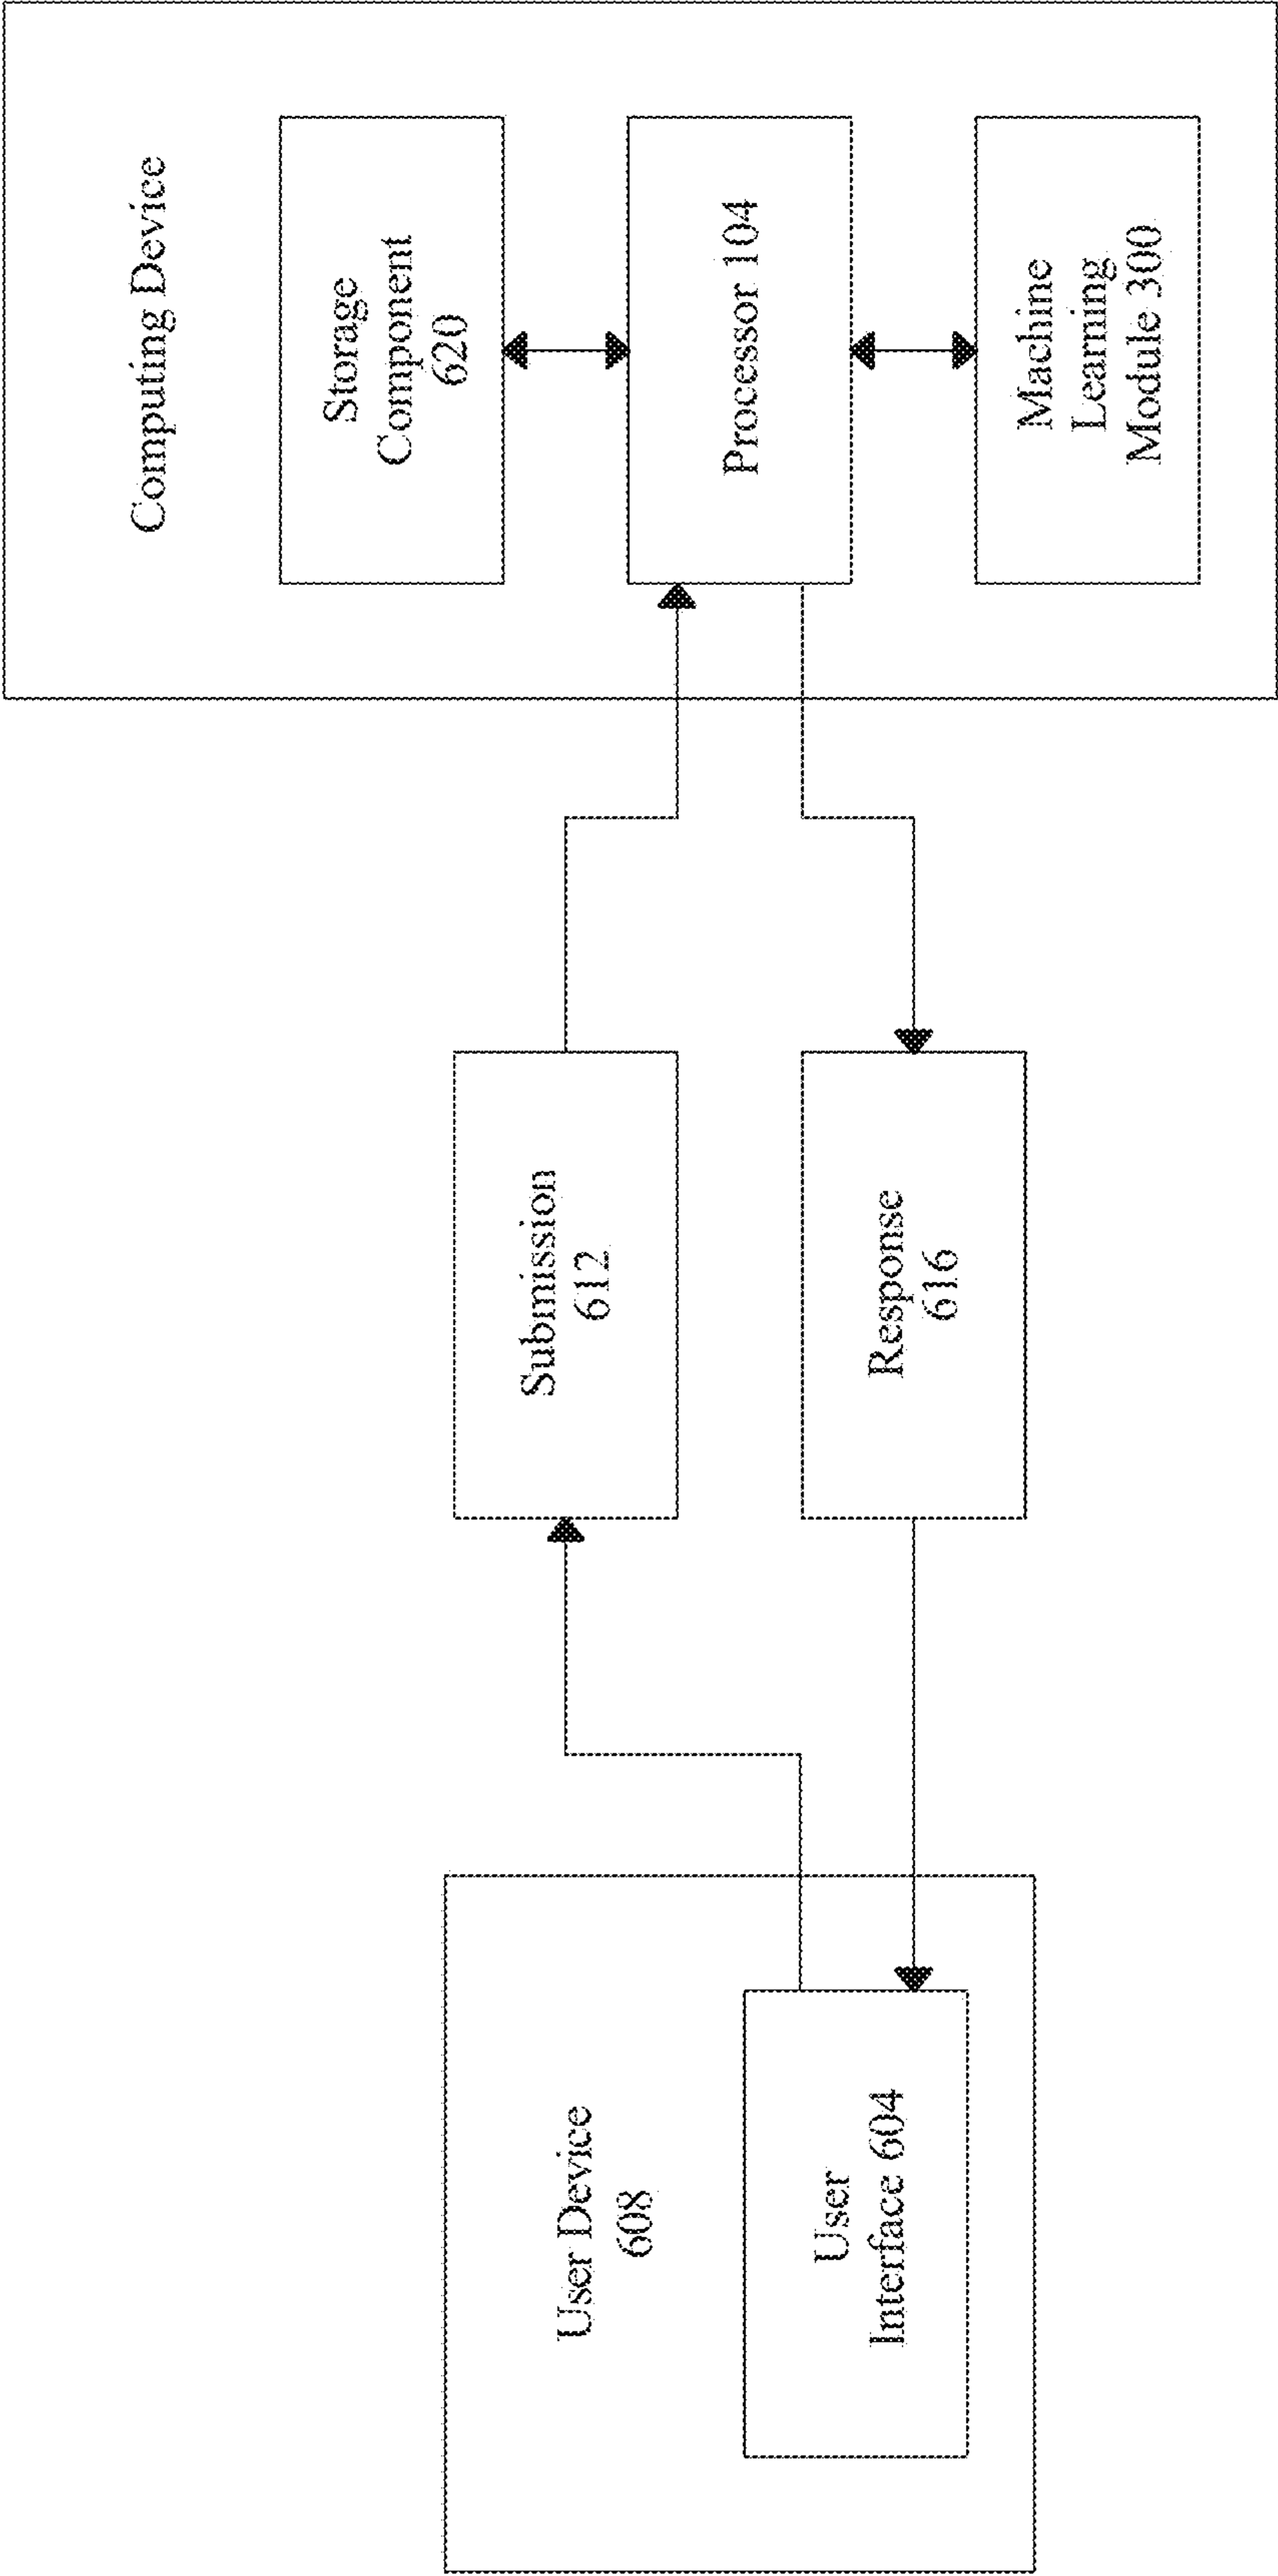 User Device
608
User
Interface 604
Submission
612
Response
616
Computing Device
Storage
Component
620
Processor 104
Machine
Learning
Module 300